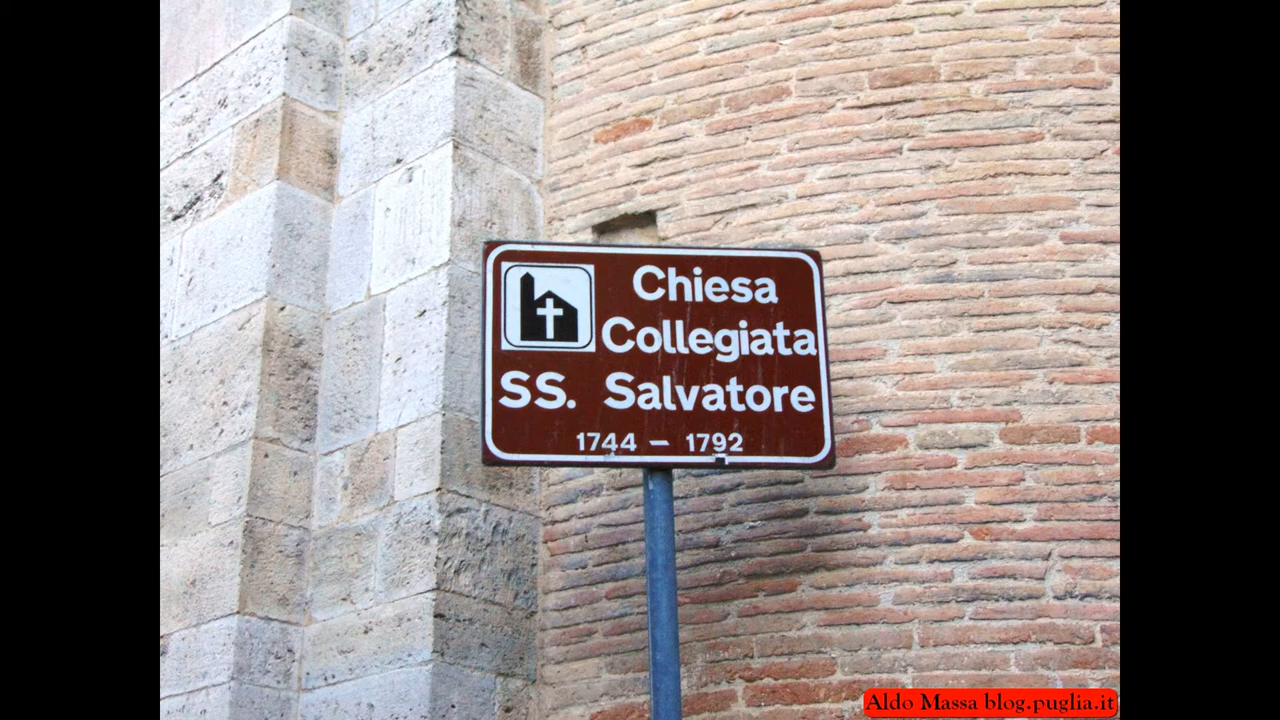 Chiesa
Collegiata
SS. Salvatore
1744 – 1792
Aldo Massa blog.puglia.it